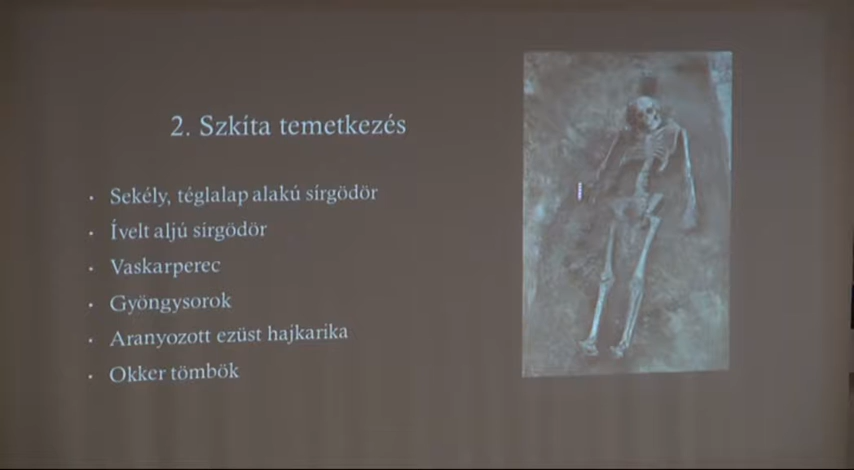 2. Szkíta temetkezés
• Sekély, téglalap alakú sírgödör
• Ívelt aljú sírgödör
• Vaskarperec
• Gyöngysorok
• Aranyozott ezüst hajkarika
• Okker tömbök